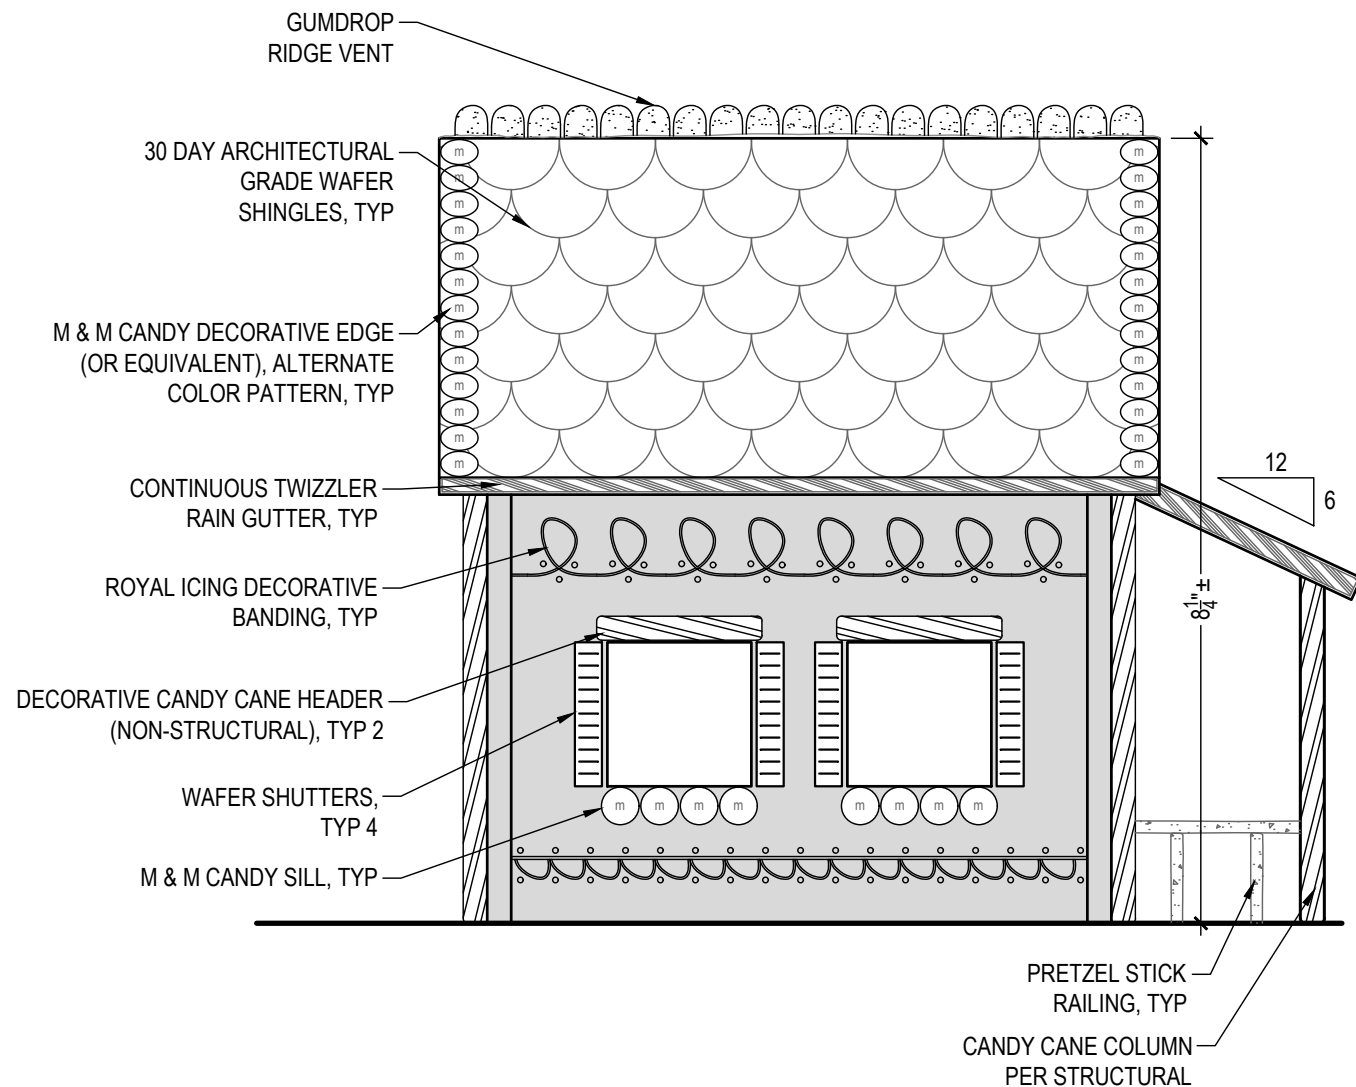 GUMDROP
RIDGE VENT
30 DAY ARCHITECTURAL
GRADE WAFER
SHINGLES, TYP
M & M CANDY DECORATIVE EDGE
(OR EQUIVALENT), ALTERNATE
COLOR PATTERN, TYP
CONTINUOUS TWIZZLER
RAIN GUTTER, TYP
ROYAL ICING DECORATIVE
BANDING, TYP
DECORATIVE CANDY CANE HEADER
(NON-STRUCTURAL), TYP 2
WAFER SHUTTERS,
TYP 4
M & M CANDY SILL, TYP
m m
m m
m m
m m
m m
m m
m m
m m
m m
m m
m m
m m
m m
m m m m m m m m
12
6
8 1/4" ±
PRETZEL STICK
RAILING, TYP
CANDY CANE COLUMN
PER STRUCTURAL